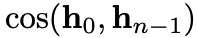 cos(𝐡₀, 𝐡ₙ₋₁)